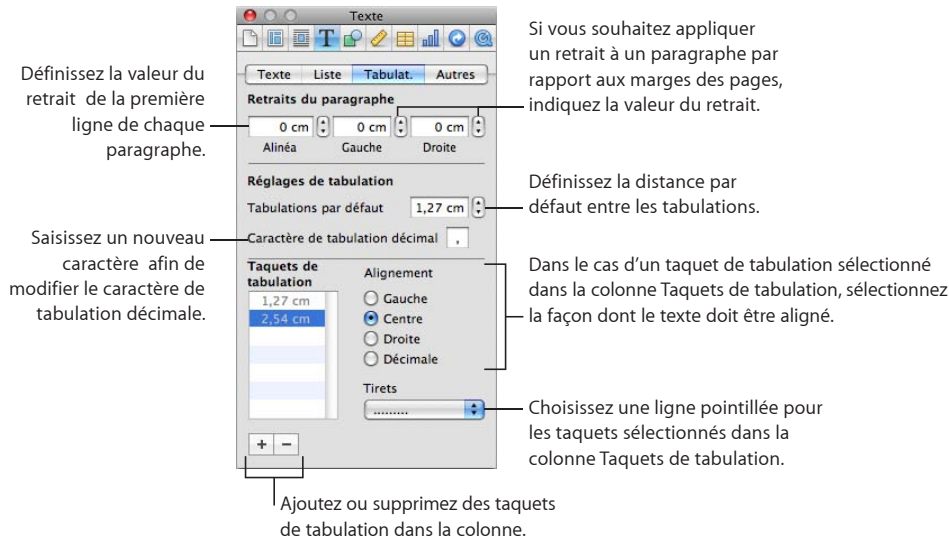 Texte
Texte Liste Tabulat. Autres
Retraits du paragraphe
0 cm 0 cm 0 cm
Alinéa Gauche Droite
Réglages de tabulation
Tabulations par défaut 1,27 cm
Caractère de tabulation décimal ,
Taquets de
tabulation
1,27 cm
2,54 cm
Alignement
Gauche
Centre
Droite
Décimale
Tirets
.........
+ −
Définissez la valeur du
retrait de la première
ligne de chaque
paragraphe.
Saisissez un nouveau
caractère afin de
modifier le caractère de
tabulation décimale.
Si vous souhaitez appliquer
un retrait à un paragraphe par
rapport aux marges des pages,
indiquez la valeur du retrait.
Définissez la distance par
défaut entre les tabulations.
Dans le cas d’un taquet de tabulation sélectionné
dans la colonne Taquets de tabulation, sélectionnez
la façon dont le texte doit être aligné.
Choisissez une ligne pointillée pour
les taquets sélectionnés dans la
colonne Taquets de tabulation.
Ajoutez ou supprimez des taquets
de tabulation dans la colonne.